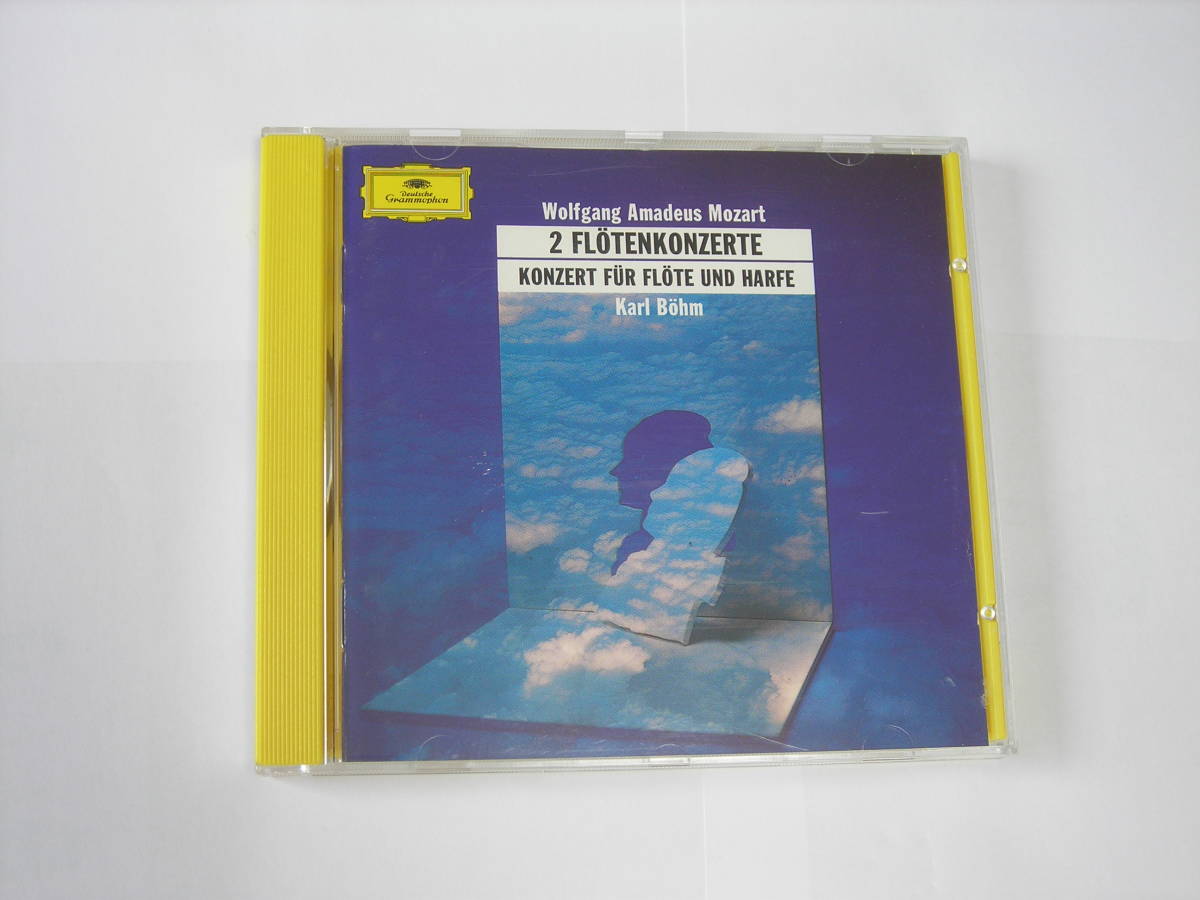 Deutsche
Grammophon
Wolfgang Amadeus Mozart
2 FLÖTENKONZERTE
KONZERT FÜR FLÖTE UND HARFE
Karl Böhm